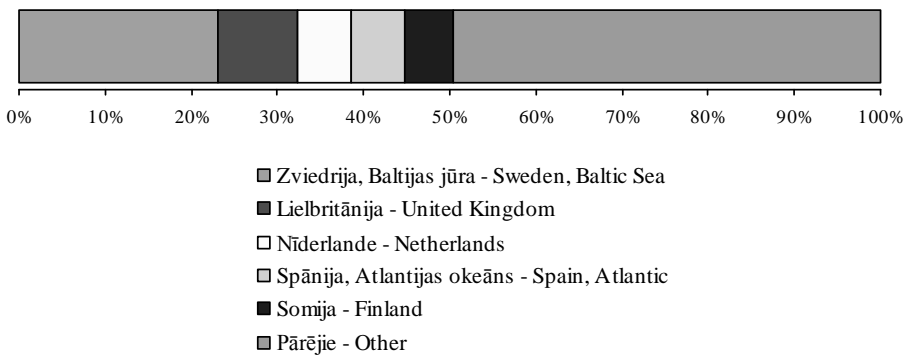 0% 10% 20% 30% 40% 50% 60% 70% 80% 90% 100%
Zviedrija, Baltijas jūra - Sweden, Baltic Sea
Lielbritānija - United Kingdom
Nīderlande - Netherlands
Spānija, Atlantijas okeāns - Spain, Atlantic
Somija - Finland
Pārējie - Other